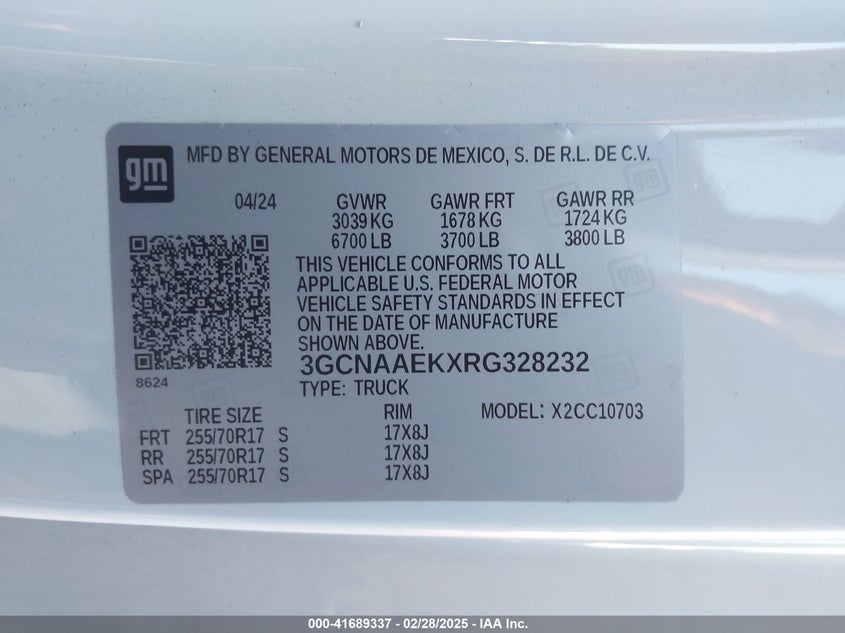 gm
MFD BY GENERAL MOTORS DE MEXICO, S. DE R.L. DE C.V.
04/24 GVWR GAWR FRT GAWR RR
3039 KG 1678 KG 1724 KG
6700 LB 3700 LB 3800 LB
THIS VEHICLE CONFORMS TO ALL
APPLICABLE U.S. FEDERAL MOTOR
VEHICLE SAFETY STANDARDS IN EFFECT
ON THE DATE OF MANUFACTURE
SHOWN ABOVE.
8624
3GCNAAEKXRG328232
TYPE: TRUCK
TIRE SIZE RIM MODEL: X2CC10703
FRT 255/70R17 S 17X8J
RR 255/70R17 S 17X8J
SPA 255/70R17 S 17X8J
000-41689337 - 02/28/2025 - IAA Inc.